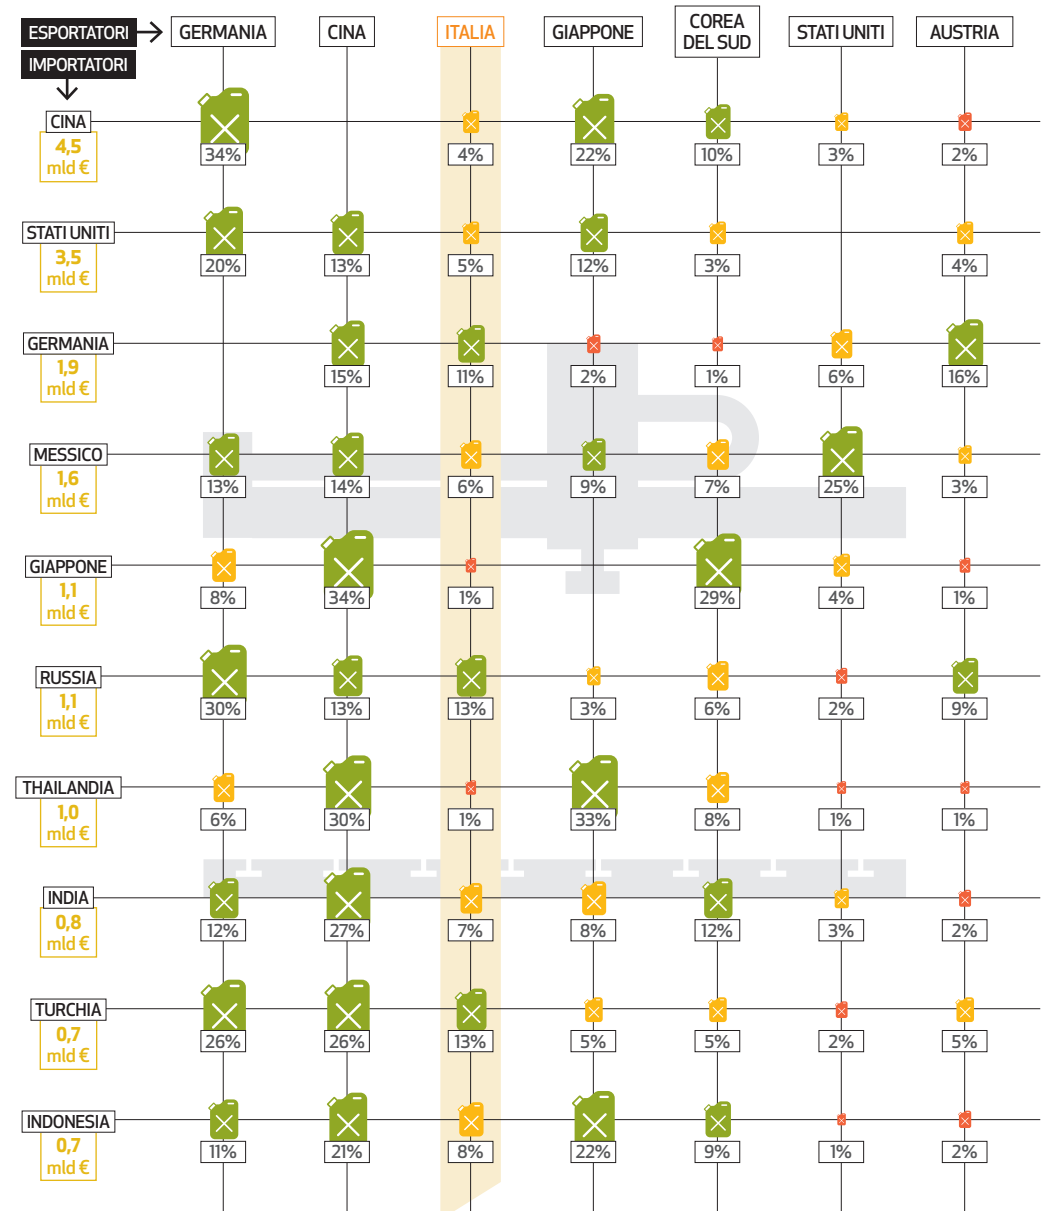 ESPORTATORI
GERMANIA
CINA
ITALIA
GIAPPONE
COREA
DEL SUD
STATI UNITI
AUSTRIA
IMPORTATORI
CINA
4,5
mld €
34%
4%
22%
10%
3%
2%
STATI UNITI
3,5
mld €
20%
13%
5%
12%
3%
4%
GERMANIA
1,9
mld €
15%
11%
2%
1%
6%
16%
MESSICO
1,6
mld €
13%
14%
6%
9%
7%
25%
3%
GIAPPONE
1,1
mld €
8%
34%
1%
29%
4%
1%
RUSSIA
1,1
mld €
30%
13%
13%
3%
6%
2%
9%
THAILANDIA
1,0
mld €
6%
30%
1%
33%
8%
1%
1%
INDIA
0,8
mld €
12%
27%
7%
8%
12%
3%
2%
TURCHIA
0,7
mld €
26%
26%
13%
5%
5%
2%
5%
INDONESIA
0,7
mld €
11%
21%
8%
22%
9%
1%
2%